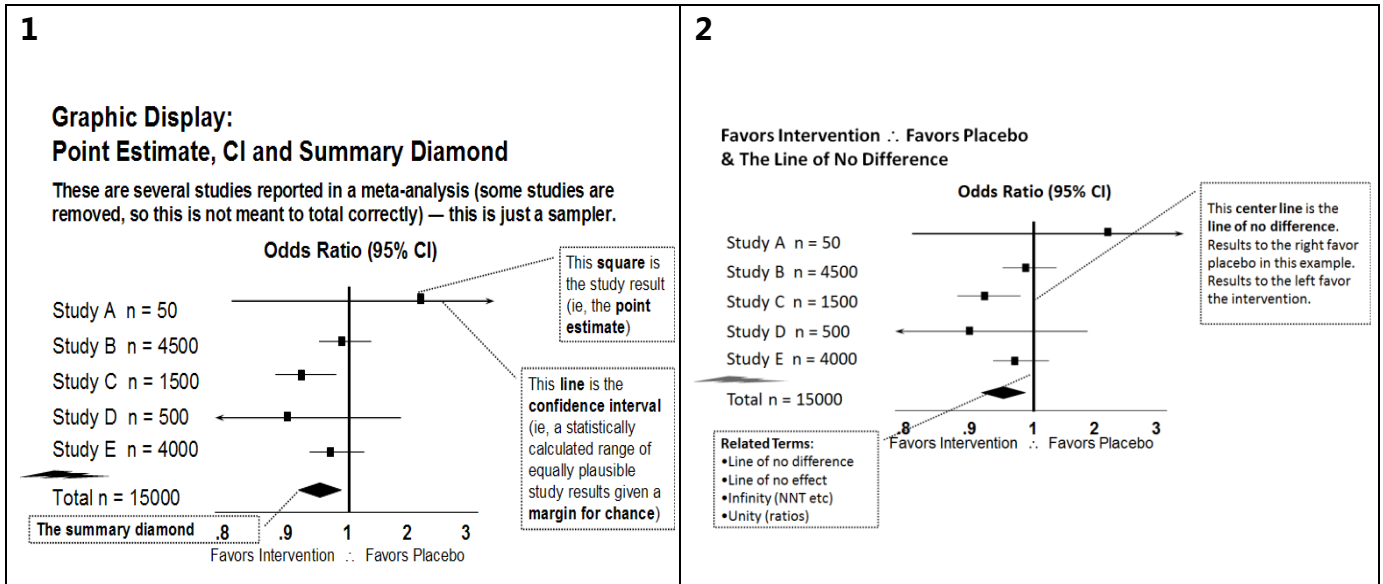 1
Graphic Display:
Point Estimate, CI and Summary Diamond
These are several studies reported in a meta-analysis (some studies are
removed, so this is not meant to total correctly) — this is just a sampler.
Odds Ratio (95% CI)
This square is
the study result
(ie, the point
estimate)
Study A n = 50
Study B n = 4500
Study C n = 1500
Study D n = 500
Study E n = 4000
Total n = 15000
This line is the
confidence interval
(ie, a statistically
calculated range of
equally plausible
study results given a
margin for chance)
The summary diamond
.8 .9 1 2 3
Favors Intervention ∴ Favors Placebo
2
Favors Intervention ∴ Favors Placebo
& The Line of No Difference
Odds Ratio (95% CI)
This center line is the
line of no difference.
Results to the right favor
placebo in this example.
Results to the left favor
the intervention.
Study A n = 50
Study B n = 4500
Study C n = 1500
Study D n = 500
Study E n = 4000
Total n = 15000
.8 .9 1 2 3
Favors Intervention ∴ Favors Placebo
Related Terms:
•Line of no difference
•Line of no effect
•Infinity (NNT etc)
•Unity (ratios)